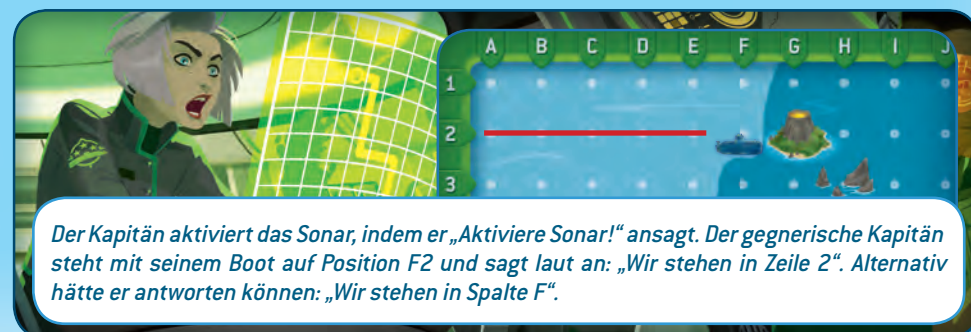 A B C D E F G H I J
1
2
3
Der Kapitän aktiviert das Sonar, indem er „Aktiviere Sonar!“ ansagt. Der gegnerische Kapitän
steht mit seinem Boot auf Position F2 und sagt laut an: „Wir stehen in Zeile 2“. Alternativ
hätte er antworten können: „Wir stehen in Spalte F“.